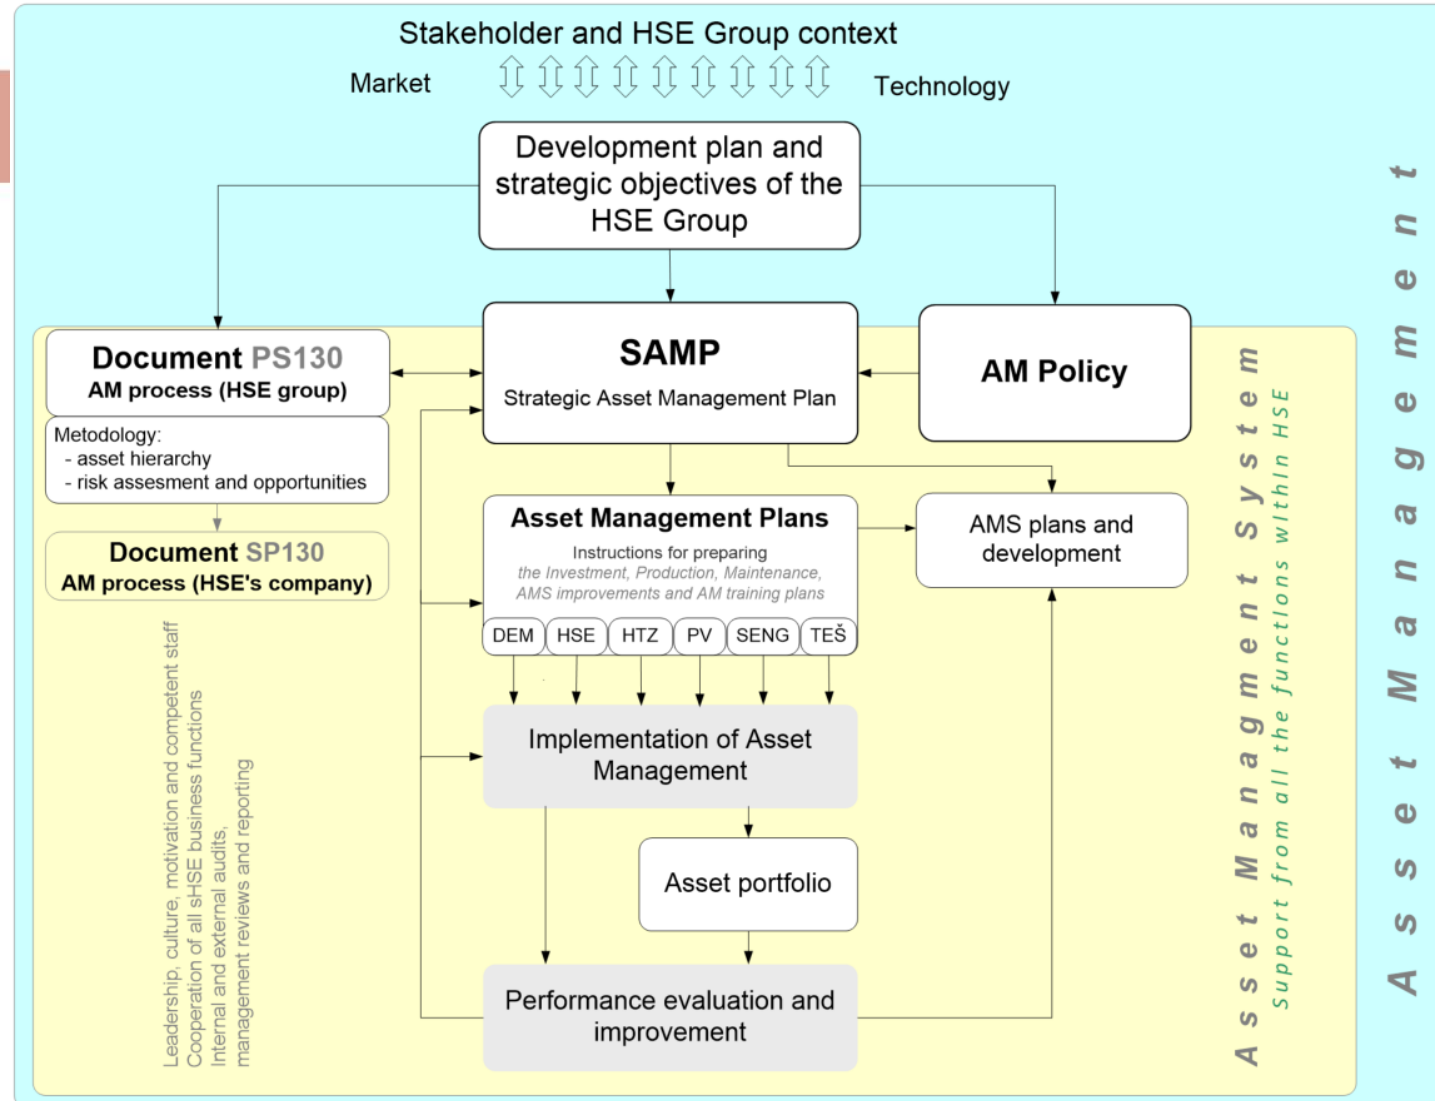 Stakeholder and HSE Group context
Market
Technology
Development plan and
strategic objectives of the
HSE Group
Document PS130
AM process (HSE group)
Metodology:
- asset hierarchy
- risk assesment and opportunities
Document SP130
AM process (HSE's company)
SAMP
Strategic Asset Management Plan
AM Policy
Asset Management Plans
Instructions for preparing
the Investment, Production, Maintenance,
AMS improvements and AM training plans
DEM
HSE
HTZ
PV
SENG
TEŠ
AMS plans and
development
Implementation of Asset
Management
Asset portfolio
Performance evaluation and
improvement
Leadership, culture, motivation and competent staff
Cooperation of all sHSE business functions
Internal and external audits,
management reviews and reporting
Asset Managment System
Support from all the functions within HSE
Asset Management